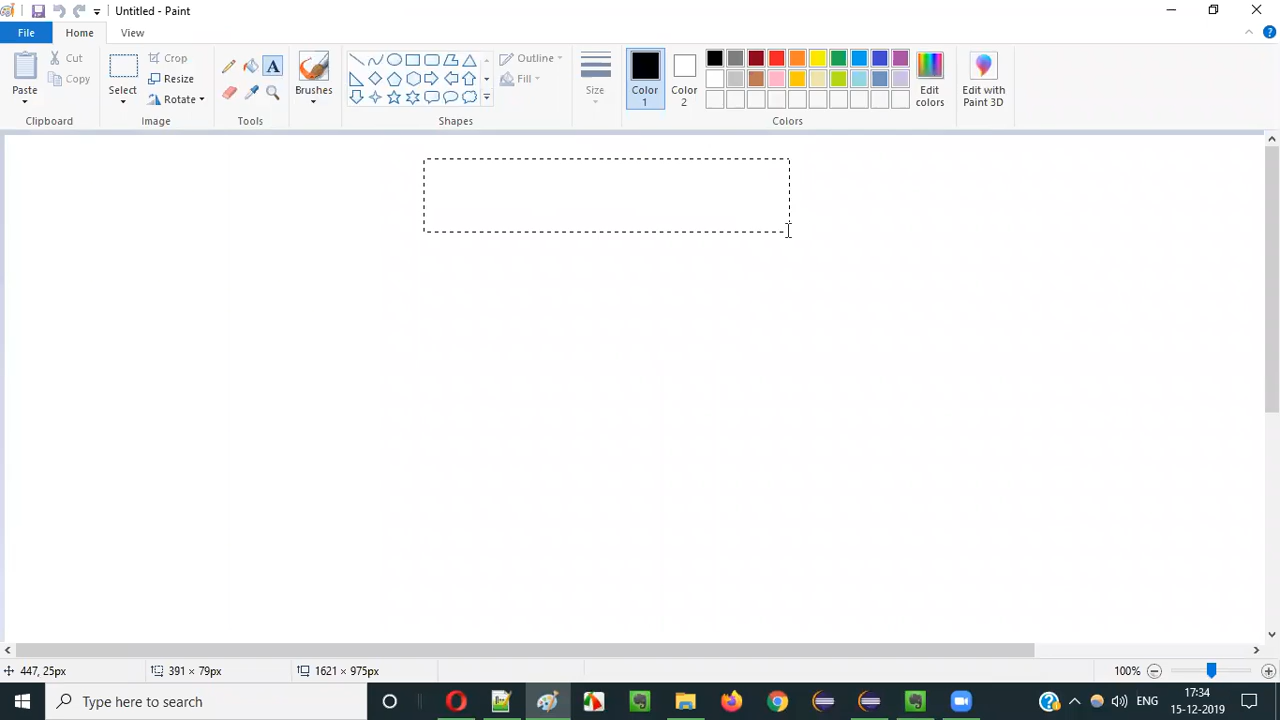 Untitled - Paint
File
Home
View
Paste
Cut
Copy
Clipboard
Select
Crop
Resize
Rotate
Image
A
Tools
Brushes
Shapes
Outline
Fill
Size
Color
1
Color
2
Colors
Edit
colors
Edit with
Paint 3D
447, 25px
391 × 79px
1621 × 975px
100%
Type here to search
ENG
17:34
15-12-2019